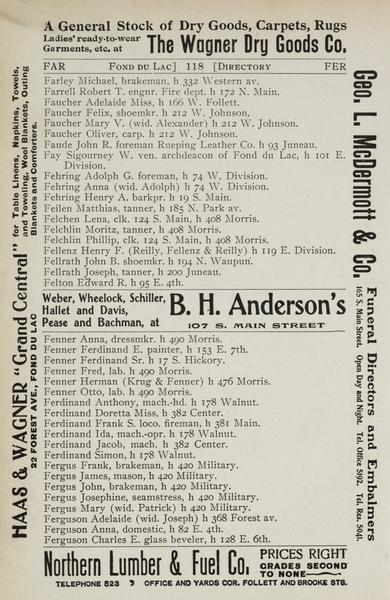 A General Stock of Dry Goods, Carpets, Rugs
Ladies' ready-to-wear
Garments, etc. at The Wagner Dry Goods Co.
FAR FOND DU LAC] 118 [DIRECTORY FER
Farley Michael, brakeman, h 332 Western av.
Farrell Robert T. engnr. Fire dept. h 172 N. Main.
Faucher Adelaide Miss, h 166 W. Follett.
Faucher Felix, shoemkr. h 212 W. Johnson.
Faucher Mary V. (wid. Alexander) h 212 W. Johnson.
Faucher Oliver, carp. h 212 W. Johnson.
Faude John R. foreman Rueping Leather Co. h 93 Juneau.
Fay Sigourney W. ven. archdeacon of Fond du Lac, h 101 E.
Division.
Fehring Adolph G. foreman, h 74 W. Division.
Fehring Anna (wid. Adolph) h 74 W. Division.
Fehring Henry A. barkpr. h 19 S. Main.
Feilen Matthias, tanner, h 185 N. Park av.
Felchen Lena, clk. 124 S. Main, h 408 Morris.
Felchlin Moritz, tanner, h 408 Morris.
Felchlin Phillip, clk. 124 S. Main, h 408 Morris.
Fellenz Henry F. (Reilly, Fellenz & Reilly) h 119 E. Division.
Fellrath John B. shoemkr. h 194 N. Waupun.
Fellrath Joseph, tanner, h 200 Juneau.
Felton Edward R. h 95 E. 4th.
Weber, Wheelock, Schiller,
Hallet and Davis,
Pease and Bachman, at B. H. Anderson's
107 S. MAIN STREET
Fenner Anna, dressmkr. h 490 Morris.
Fenner Ferdinand E. painter, h 153 E. 7th.
Fenner Ferdinand Sr. h 17 S. Hickory.
Fenner Fred, lab. h 490 Morris.
Fenner Herman (Krug & Fenner) h 476 Morris.
Fenner Otto, lab. h 490 Morris.
Ferdinand Anthony, mach.-hd. h 178 Walnut.
Ferdinand Doretta Miss, h 382 Center.
Ferdinand Frank S. loco. fireman, h 381 Main.
Ferdinand Ida, mach.-opr. h 178 Walnut.
Ferdinand Jacob, mach. h 382 Center.
Ferdinand Simon, h 178 Walnut.
Fergus Frank, brakeman, h 420 Military.
Fergus James, mason, h 420 Military.
Fergus John, brakeman, h 420 Military.
Fergus Josephine, seamstress, h 420 Military.
Fergus Mary (wid. Patrick) h 420 Military.
Ferguson Adelaide (wid. Joseph) h 368 Forest av.
Ferguson Anna, domestic, h 82 E. 4th.
Ferguson Charles E. glass beveler, h 128 E. 6th.
Northern Lumber & Fuel Co. PRICES RIGHT
GRADES SECOND
TO NONE
TELEPHONE 523 OFFICE AND YARDS COR. FOLLETT AND BROOKE STS.
HAAS & WAGNER "Grand Central" for Table Linens, Napkins, Towels,
and Toweling, Wool Blankets, Outing
22 FOREST AVE., FOND DU LAC Blankets and Comforters.
Geo. L. McDermott & Co. Funeral Directors and Embalmers
165 S. Main Street. Open Day and Night. Tel. Office 5092. Tel. Res. 5041.